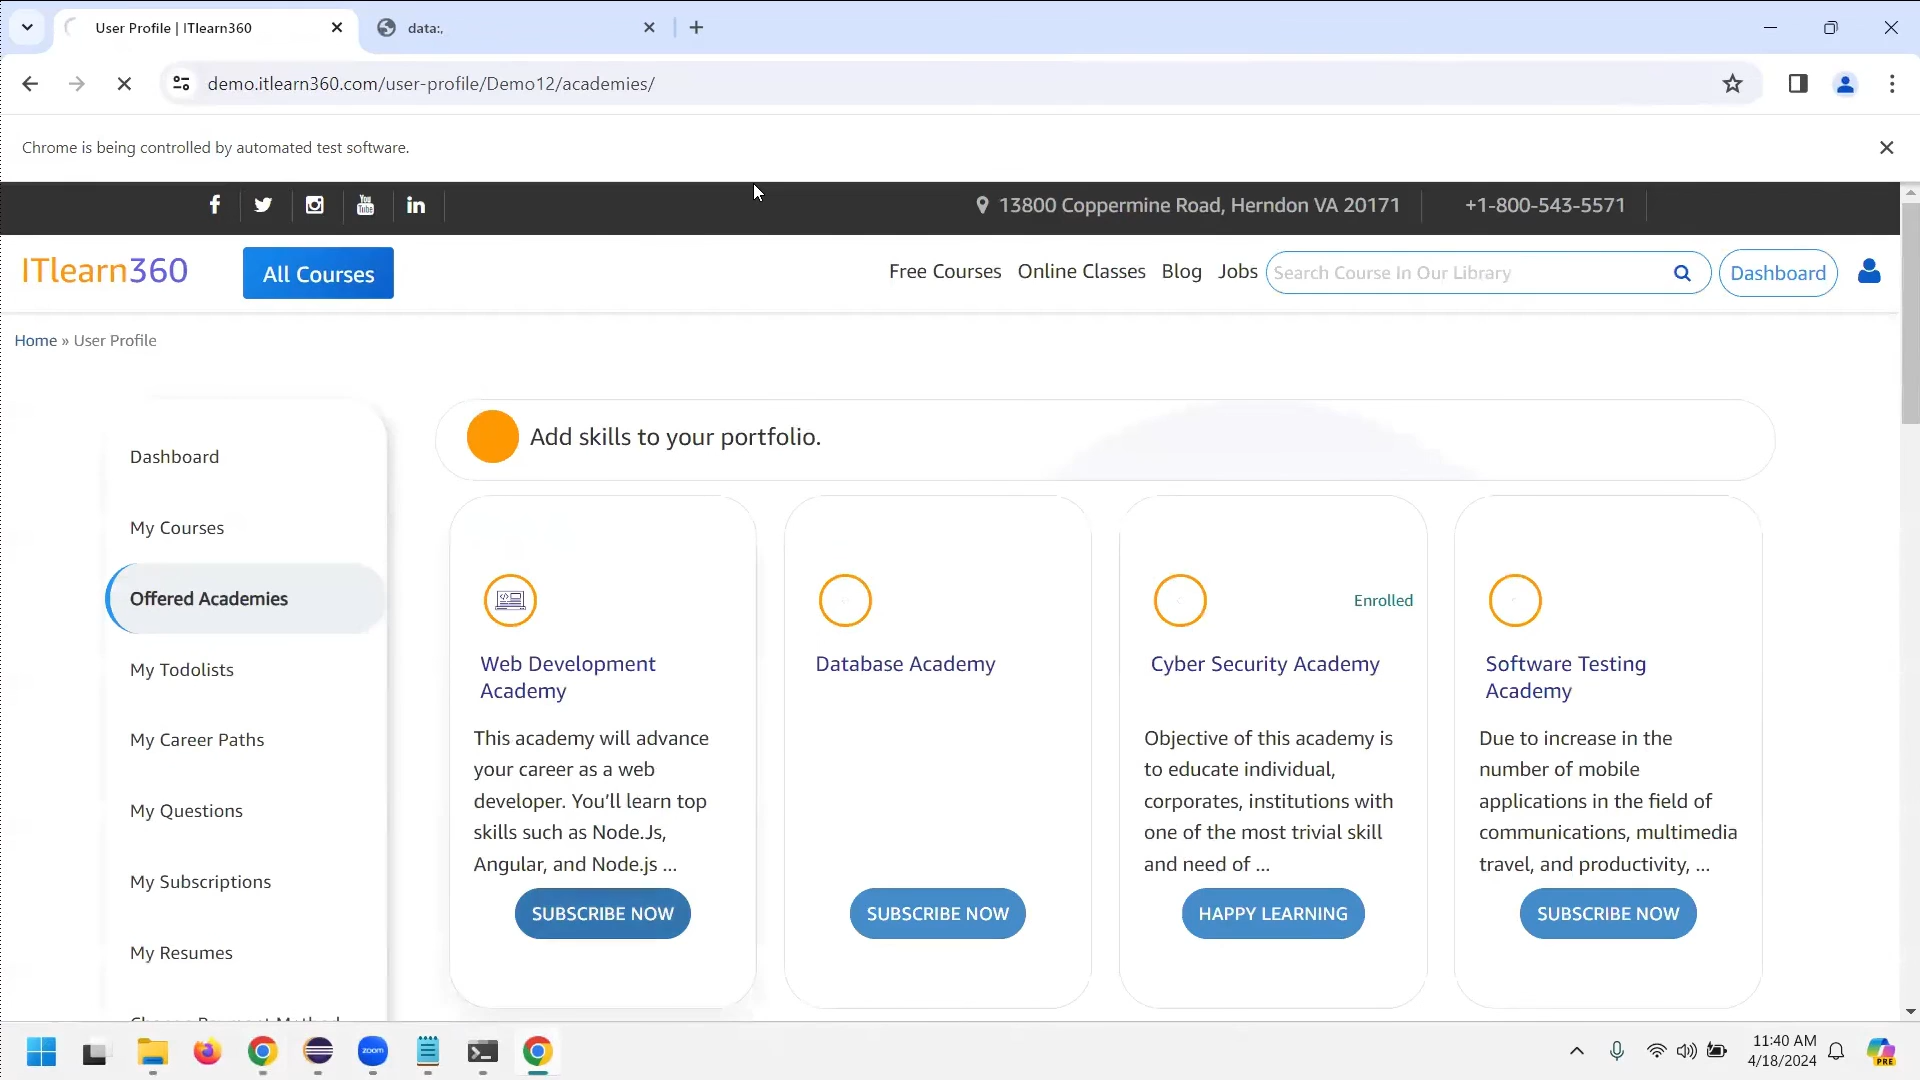 User Profile | ITlearn360
data:,
demo.itlearn360.com/user-profile/Demo12/academies/
Chrome is being controlled by automated test software.
13800 Coppermine Road, Herndon VA 20171
+1-800-543-5571
ITlearn360
All Courses
Free Courses
Online Classes
Blog
Jobs
Search Course In Our Library
Dashboard
Home » User Profile
Dashboard
My Courses
Offered Academies
My Todolists
My Career Paths
My Questions
My Subscriptions
My Resumes
Add skills to your portfolio.
Web Development
Academy
This academy will advance
your career as a web
developer. You’ll learn top
skills such as Node.Js,
Angular, and Node.js ...
SUBSCRIBE NOW
Database Academy
SUBSCRIBE NOW
Enrolled
Cyber Security Academy
Objective of this academy is
to educate individual,
corporates, institutions with
one of the most trivial skill
and need of ...
HAPPY LEARNING
Software Testing
Academy
Due to increase in the
number of mobile
applications in the field of
communications, multimedia
travel, and productivity, ...
SUBSCRIBE NOW
zoom
11:40 AM
4/18/2024
PRE